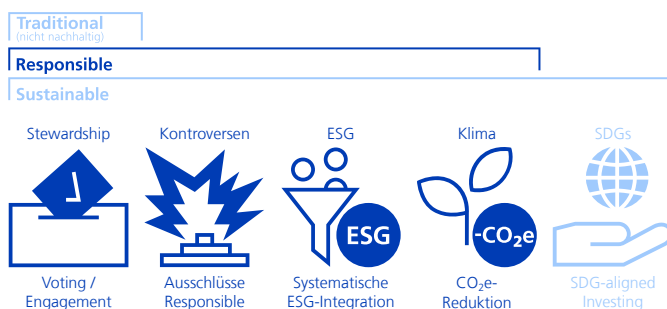 Traditional
(nicht nachhaltig)
Responsible
Sustainable
Stewardship Kontroversen ESG Klima SDGs
ESG -CO₂e
Voting / Ausschlüsse Systematische CO₂e- SDG-aligned
Engagement Responsible ESG-Integration Reduktion Investing